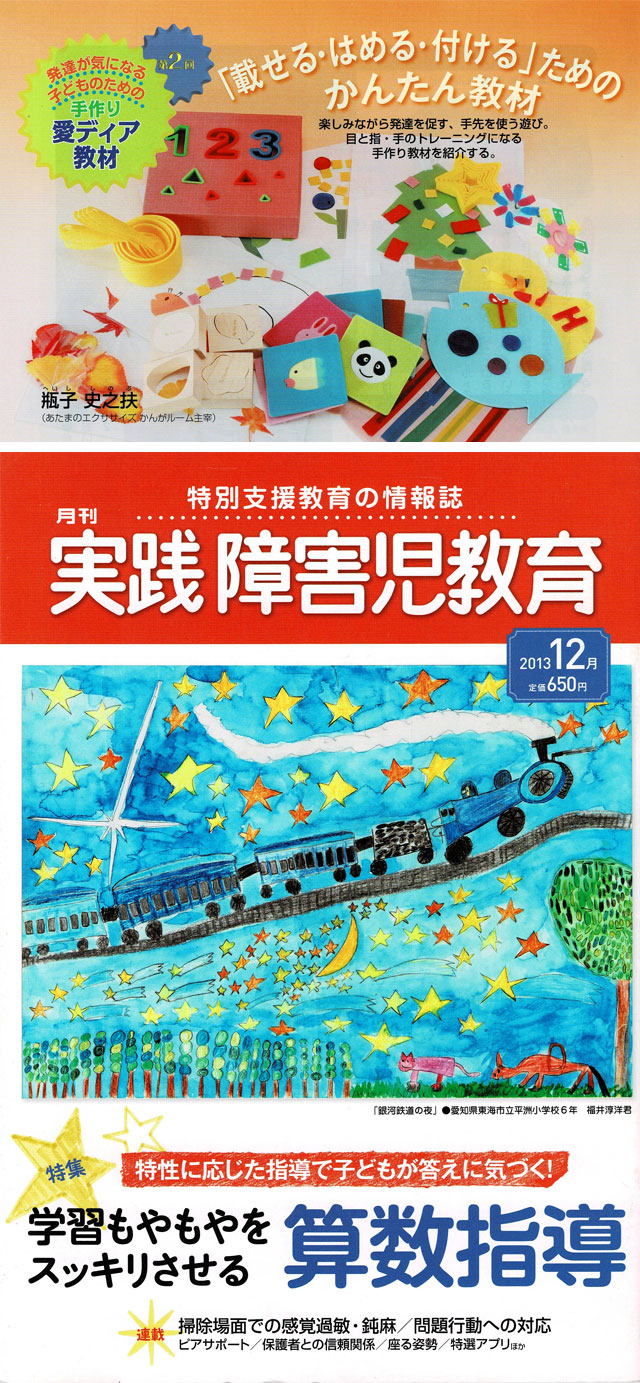 発達が気になる
子どものための
手作り
愛ディア
教材
第2回
「載せる・はめる・付ける」ための
かんたん教材
楽しみながら発達を促す、手先を使う遊び。
目と指・手のトレーニングになる
手作り教材を紹介する。
1 2 3
H
へいし しのぶ
瓶子 史之扶
（あたまのエクササイズ かんがルーム主宰）
特別支援教育の情報誌
月刊
実践 障害児教育
2013 12月
定価650円
「銀河鉄道の夜」●愛知県東海市立平洲小学校6年 福井淳洋君
特集
特性に応じた指導で子どもが答えに気づく!
学習もやもやを
スッキリさせる
算数指導
連載
掃除場面での感覚過敏・鈍麻／問題行動への対応
ピアサポート／保護者との信頼関係／座る姿勢／特選アプリほか